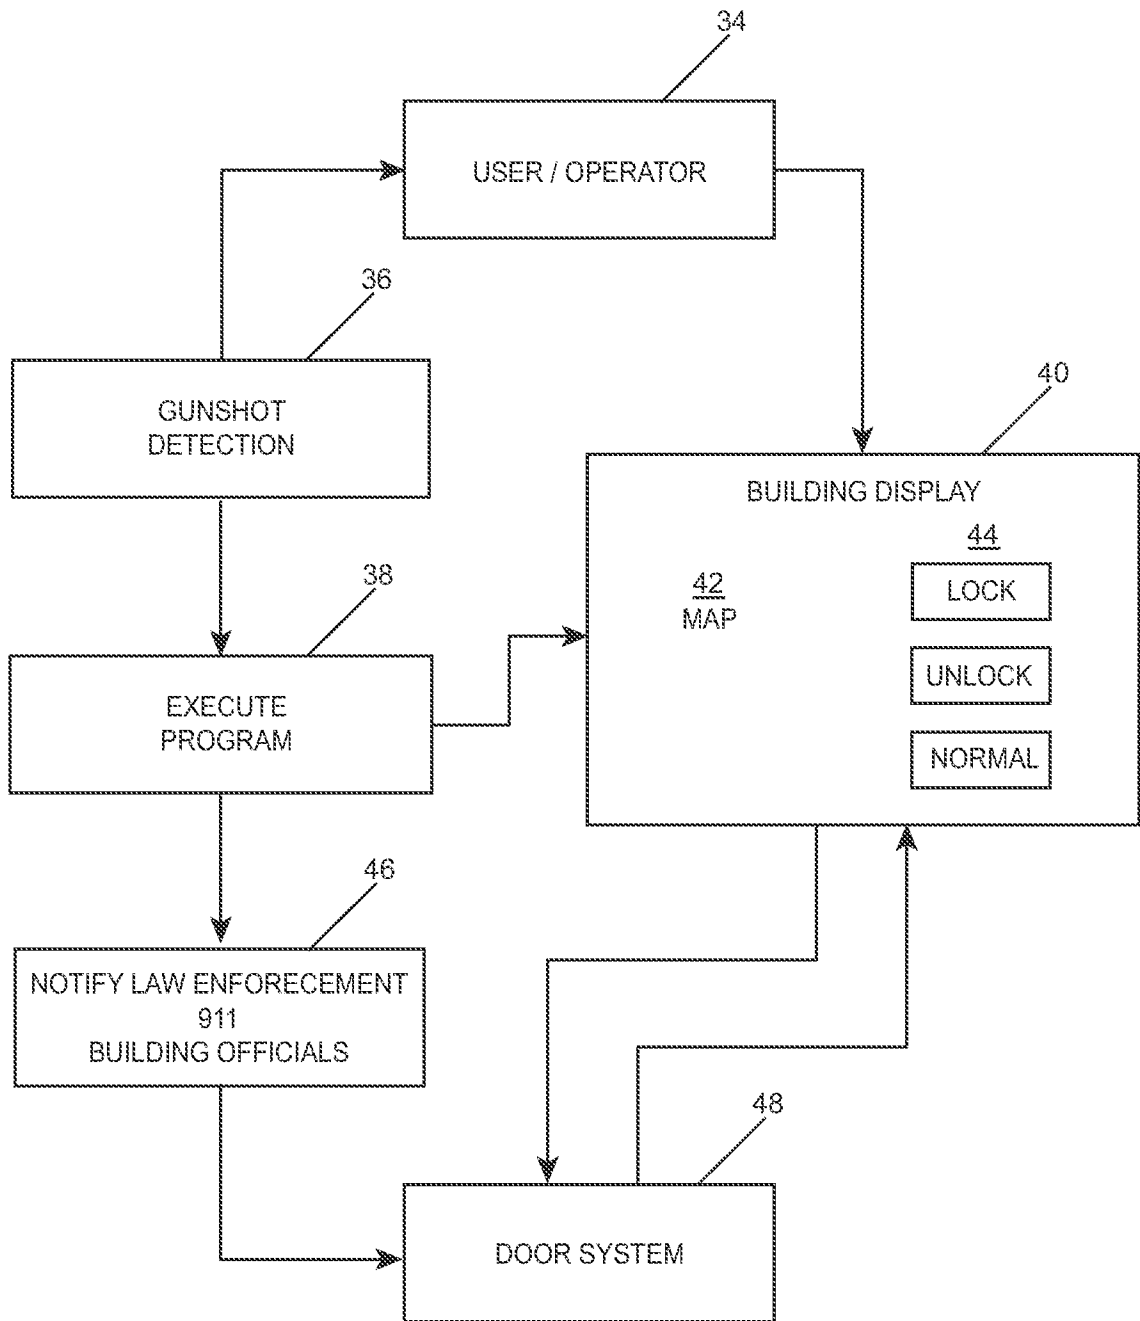 34
USER / OPERATOR
36
GUNSHOT
DETECTION
40
BUILDING DISPLAY
44
42
MAP
LOCK
UNLOCK
NORMAL
38
EXECUTE
PROGRAM
46
NOTIFY LAW ENFORECEMENT
911
BUILDING OFFICIALS
48
DOOR SYSTEM